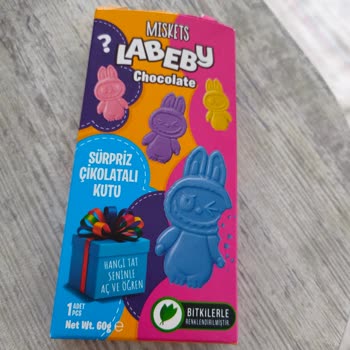 ?
MISKETS
LABEBY
Chocolate
SÜRPRİZ
ÇİKOLATALI
KUTU
HANGİ TAT
SENİNLE
AÇ VE ÖĞREN
1 ADET
PCS
Net Wt. 60g ℮
BİTKİLERLE
RENKLENDİRİLMİŞTİR